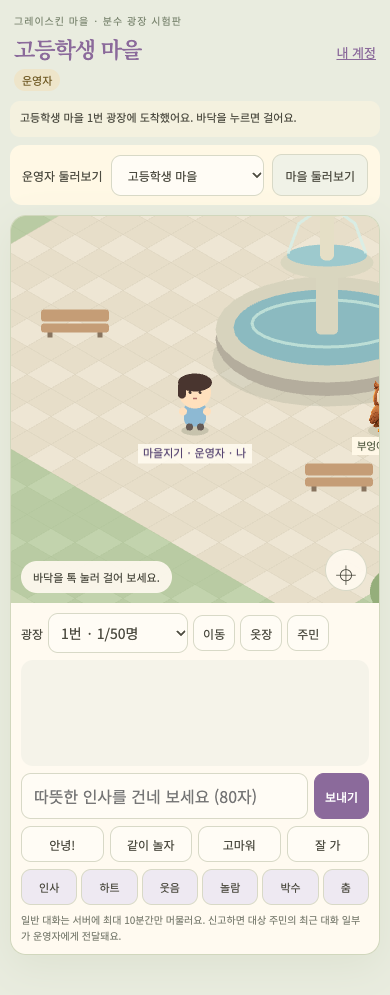 그레이스킨 마을 · 분수 광장 시험판
고등학생 마을
내 계정
운영자
고등학생 마을 1번 광장에 도착했어요. 바닥을 누르면 걸어요.
운영자 둘러보기
고등학생 마을
마을 둘러보기
마을지기 · 운영자 · 나
부엉
바닥을 톡 눌러 걸어 보세요.
광장
1번 · 1/50명
이동
옷장
주민
따뜻한 인사를 건네 보세요 (80자)
보내기
안녕!
같이 놀자
고마워
잘 가
인사
하트
웃음
놀람
박수
춤
일반 대화는 서버에 최대 10분간만 머물러요. 신고하면 대상 주민의 최근 대화 일부
가 운영자에게 전달돼요.